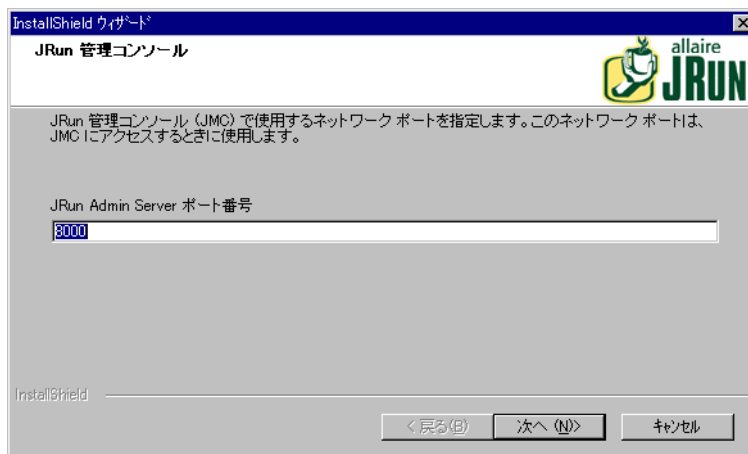 InstallShield ウィザード
JRun 管理コンソール
allaire
JRUN
JRun 管理コンソール (JMC) で使用するネットワーク ポートを指定します。このネットワーク ポートは、
JMC にアクセスするときに使用します。
JRun Admin Server ポート番号
8000
InstallShield
< 戻る(B)
次へ (N)>
キャンセル